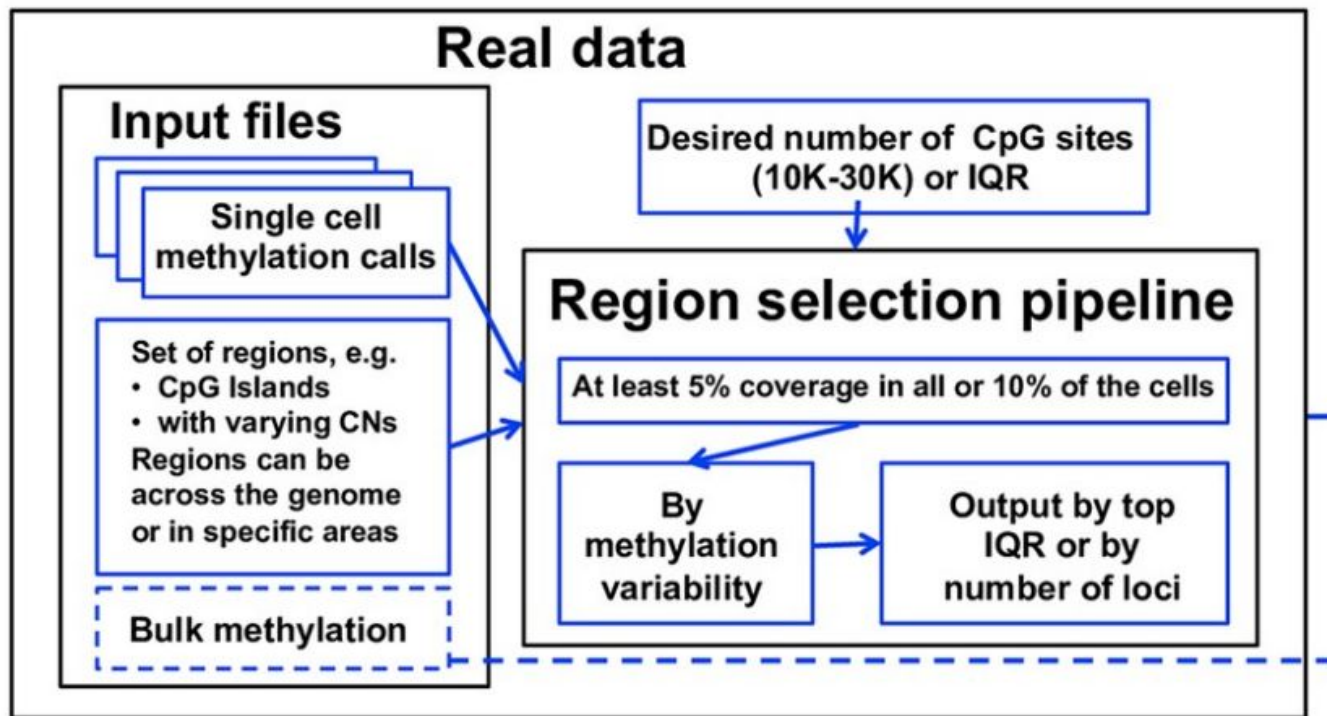 Real data
Input files
Single cell
methylation calls
Set of regions, e.g.
• CpG Islands
• with varying CNs
Regions can be
across the genome
or in specific areas
Bulk methylation
Desired number of CpG sites
(10K-30K) or IQR
Region selection pipeline
At least 5% coverage in all or 10% of the cells
By
methylation
variability
Output by top
IQR or by
number of loci